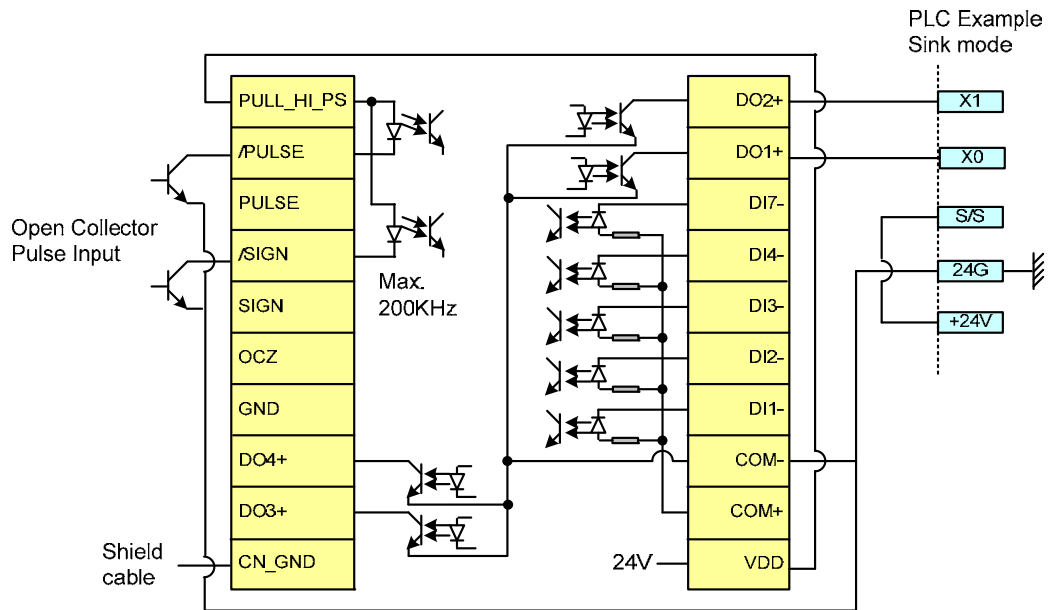 PLC Example
Sink mode
PULL_HI_PS
/PULSE
PULSE
/SIGN
SIGN
OCZ
GND
DO4+
DO3+
CN_GND
Open Collector
Pulse Input
Shield
cable
Max.
200KHz
DO2+
DO1+
DI7-
DI4-
DI3-
DI2-
DI1-
COM-
COM+
VDD
24V
X1
X0
S/S
24G
+24V